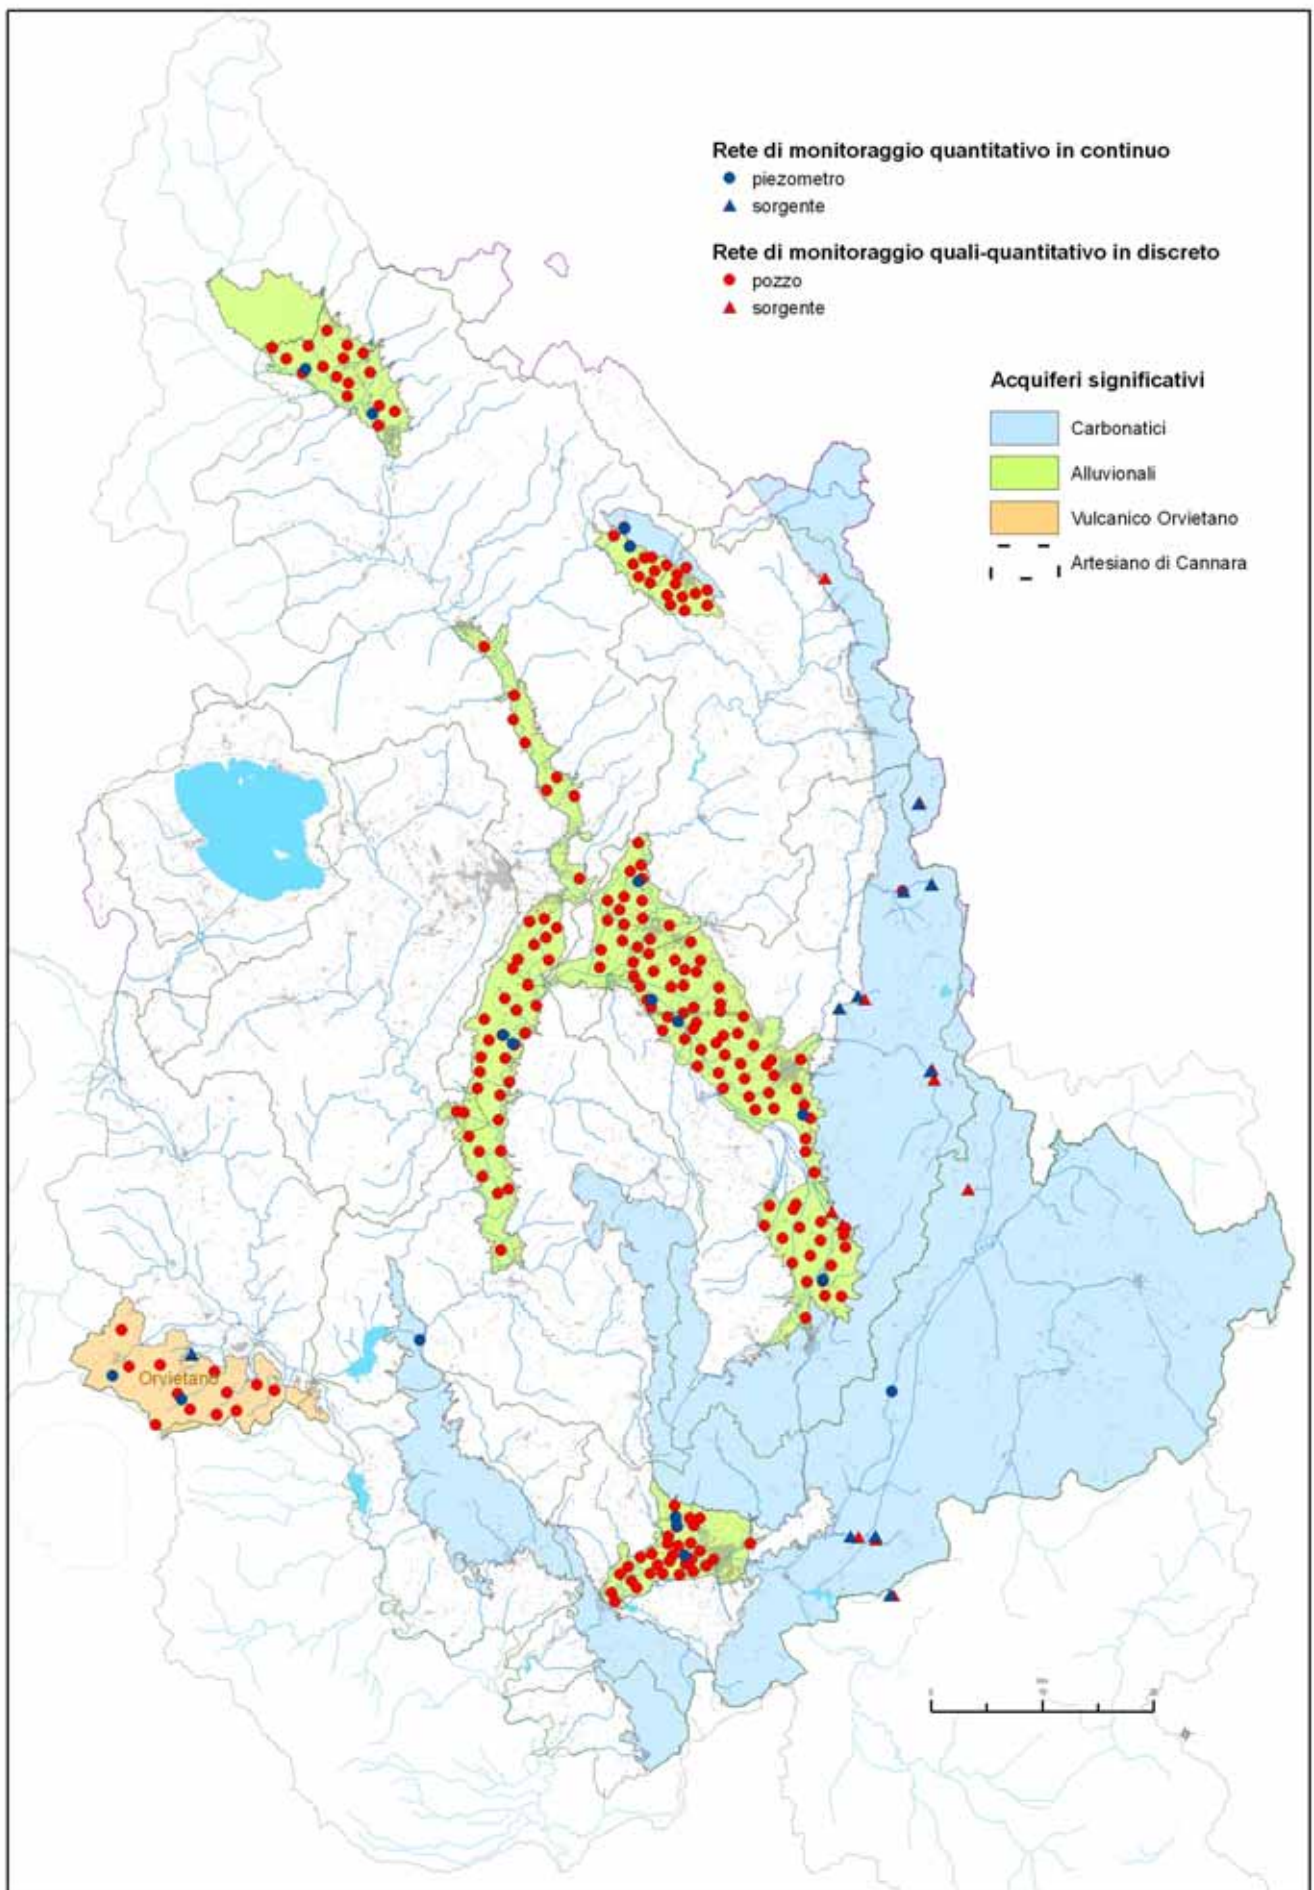 Rete di monitoraggio quantitativo in continuo
piezometro
sorgente
Rete di monitoraggio quali-quantitativo in discreto
pozzo
sorgente
Acquiferi significativi
Carbonatici
Alluvionali
Vulcanico Orvietano
Artesiano di Cannara
Orvietano